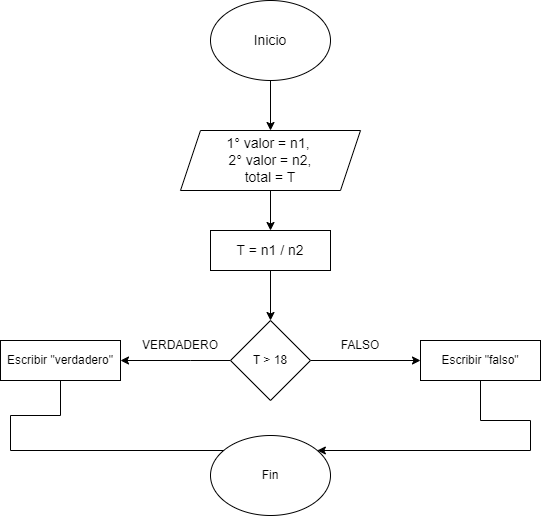 Inicio
1° valor = n1,
2° valor = n2,
total = T
T = n1 / n2
VERDADERO
FALSO
Escribir "verdadero"
T > 18
Escribir "falso"
Fin